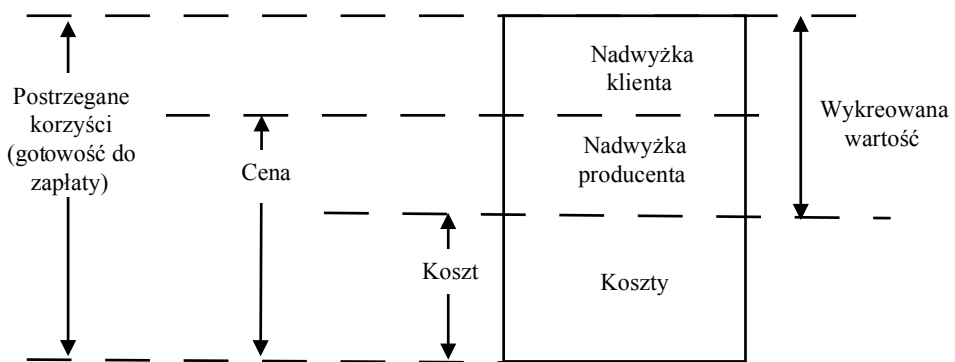 Postrzegane
korzyści
(gotowość do
zapłaty)
Cena
Koszt
Nadwyżka
klienta
Nadwyżka
producenta
Koszty
Wykreowana
wartość